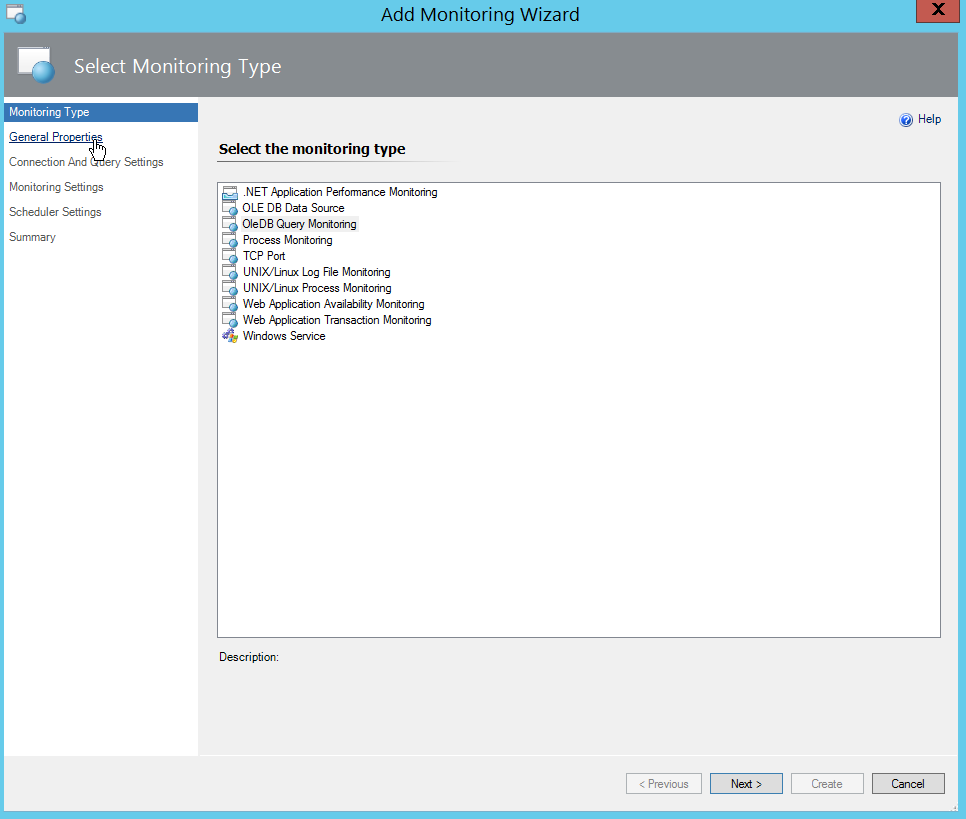 Add Monitoring Wizard
X
Select Monitoring Type
Monitoring Type
General Properties
Connection And Query Settings
Monitoring Settings
Scheduler Settings
Summary
Help
Select the monitoring type
.NET Application Performance Monitoring
OLE DB Data Source
OleDB Query Monitoring
Process Monitoring
TCP Port
UNIX/Linux Log File Monitoring
UNIX/Linux Process Monitoring
Web Application Availability Monitoring
Web Application Transaction Monitoring
Windows Service
Description:
< Previous
Next >
Create
Cancel